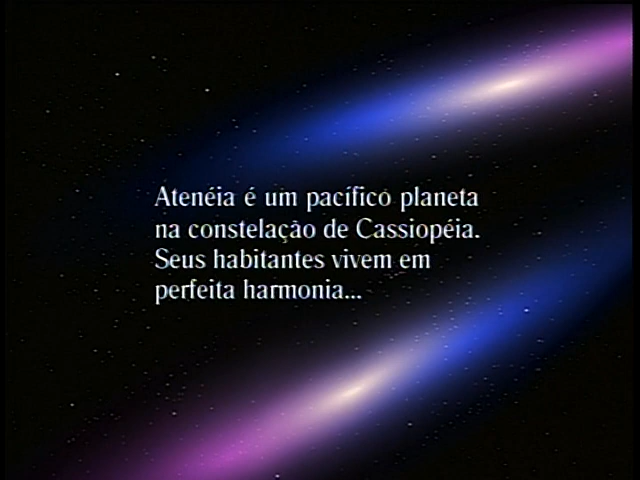 Atenéia é um pacífico planeta
na constelação de Cassiopéia.
Seus habitantes vivem em
perfeita harmonia...